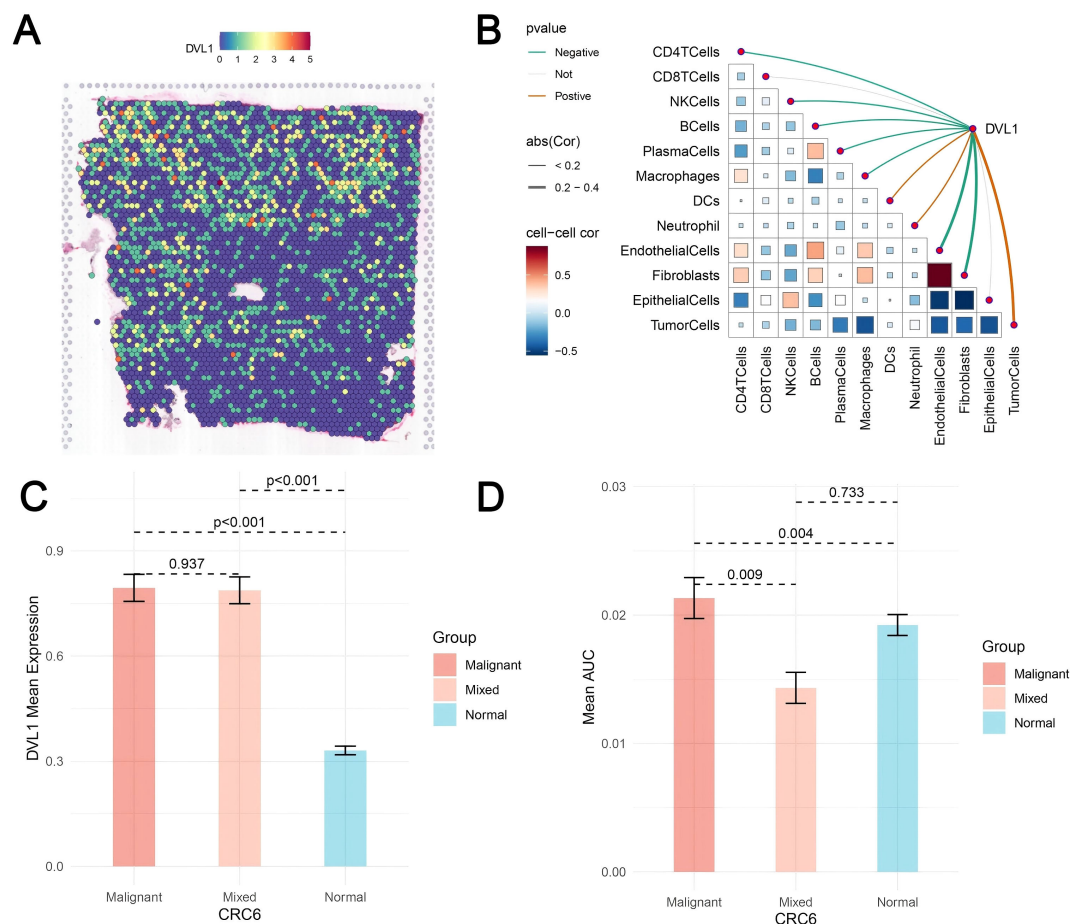 A
DVL1
0 1 2 3 4 5
B
pvalue
Negative
Not
Postive
abs(Cor)
< 0.2
0.2 − 0.4
cell−cell cor
0.5
0.0
−0.5
CD4TCells
CD8TCells
NKCells
BCells
PlasmaCells
Macrophages
DCs
Neutrophil
EndothelialCells
Fibroblasts
EpithelialCells
TumorCells
DVL1
CD4TCells
CD8TCells
NKCells
BCells
PlasmaCells
Macrophages
DCs
Neutrophil
EndothelialCells
Fibroblasts
EpithelialCells
TumorCells
C
DVL1 Mean Expression
0.9
0.6
0.3
0.0
p<0.001
p<0.001
0.937
Malignant Mixed Normal
CRC6
Group
Malignant
Mixed
Normal
D
Mean AUC
0.03
0.02
0.01
0.00
0.733
0.004
0.009
Malignant Mixed Normal
CRC6
Group
Malignant
Mixed
Normal